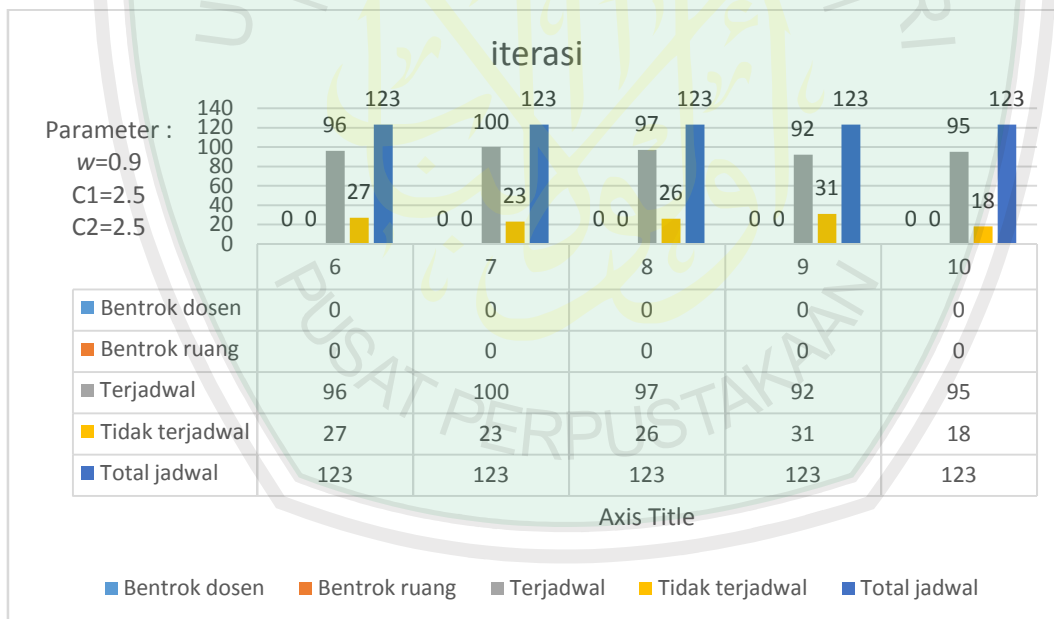 iterasi
Parameter :
w=0.9
C1=2.5
C2=2.5
140
120
100
80
60
40
20
0
0 0 96 27 123
0 0 100 23 123
0 0 97 26 123
0 0 92 31 123
0 0 95 18 123
6 7 8 9 10
Bentrok dosen 0 0 0 0 0
Bentrok ruang 0 0 0 0 0
Terjadwal 96 100 97 92 95
Tidak terjadwal 27 23 26 31 18
Total jadwal 123 123 123 123 123
Axis Title
Bentrok dosen Bentrok ruang Terjadwal Tidak terjadwal Total jadwal
PUSAT PERPUSTAKAAN